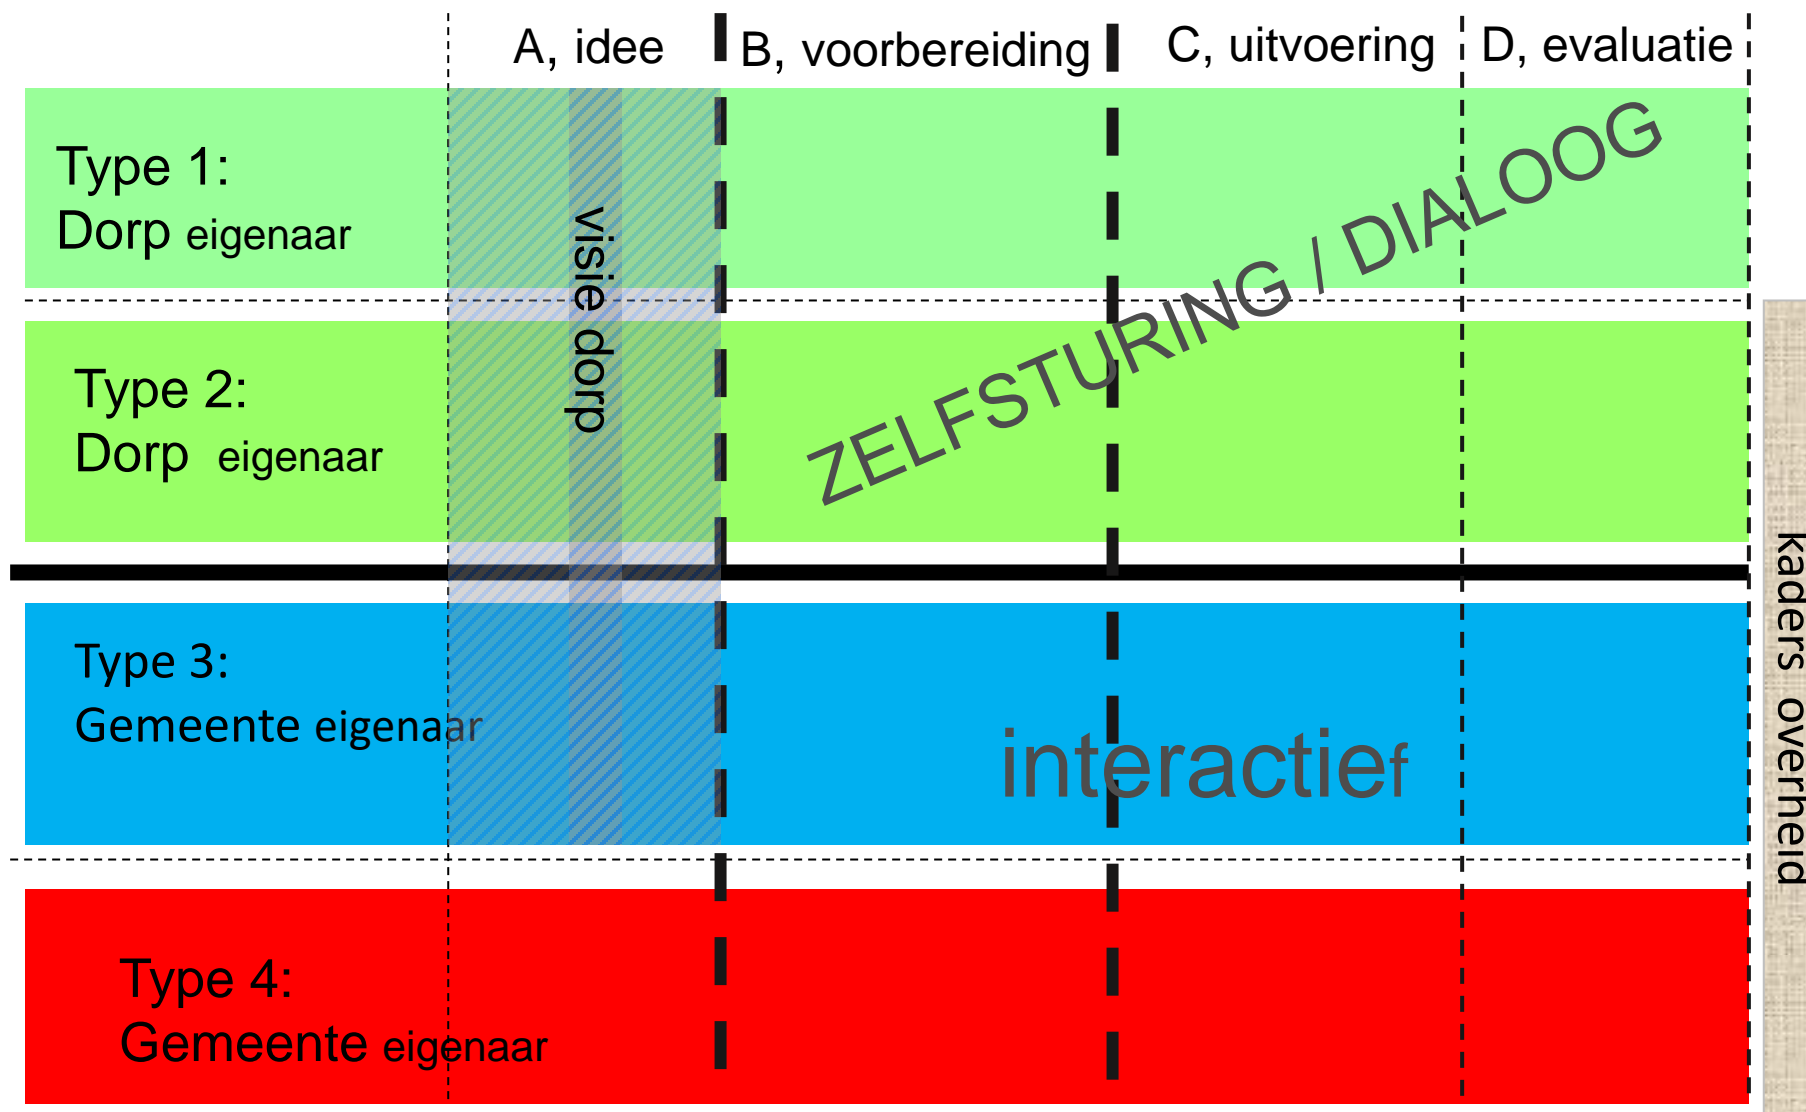 A, idee
B, voorbereiding
C, uitvoering
D, evaluatie
Type 1:
Dorp eigenaar
visie dorp
ZELFSTURING / DIALOOG
Type 2:
Dorp eigenaar
Type 3:
Gemeente eigenaar
interactief
kaders overheid
Type 4:
Gemeente eigenaar